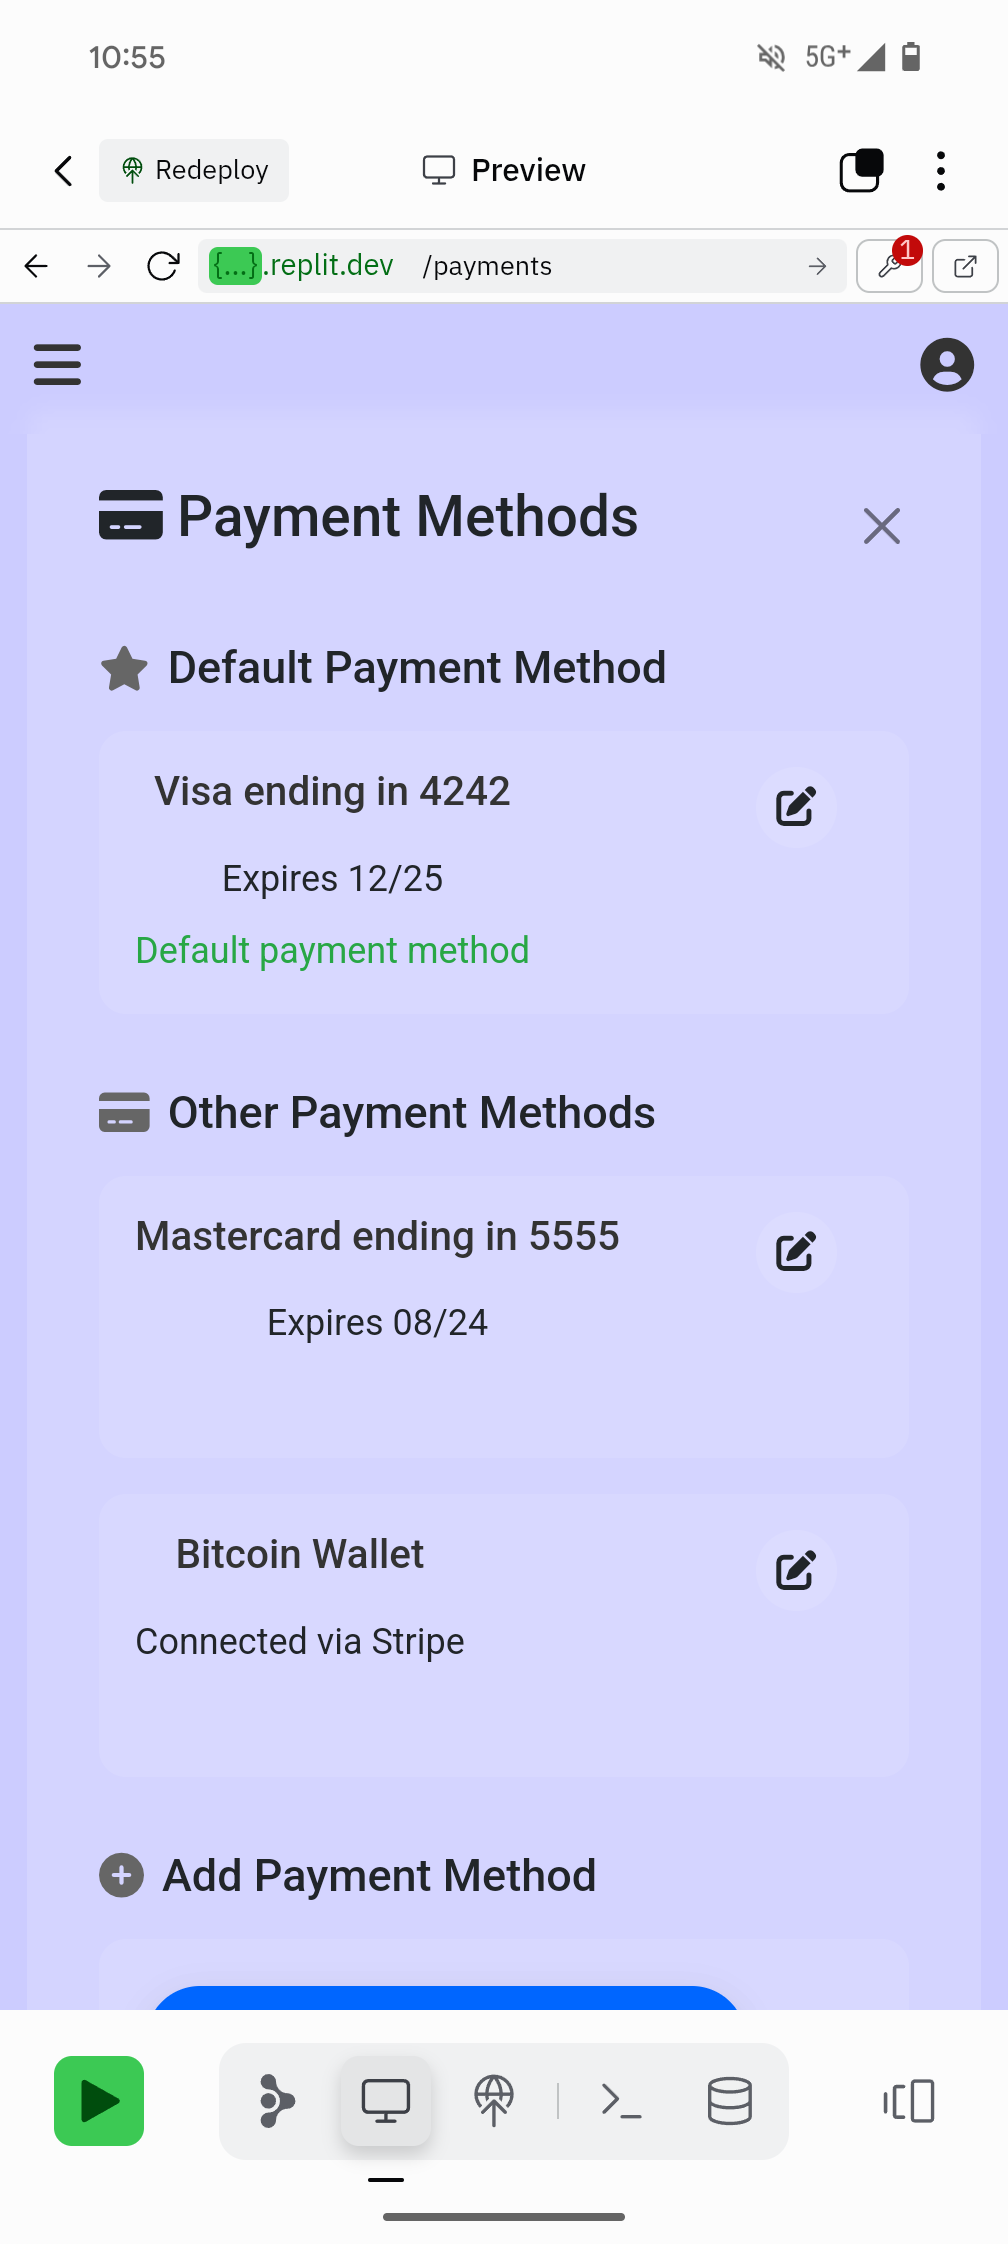 10:55
5G+
Redeploy
Preview
{...}.replit.dev /payments
1
Payment Methods
Default Payment Method
Visa ending in 4242
Expires 12/25
Default payment method
Other Payment Methods
Mastercard ending in 5555
Expires 08/24
Bitcoin Wallet
Connected via Stripe
Add Payment Method